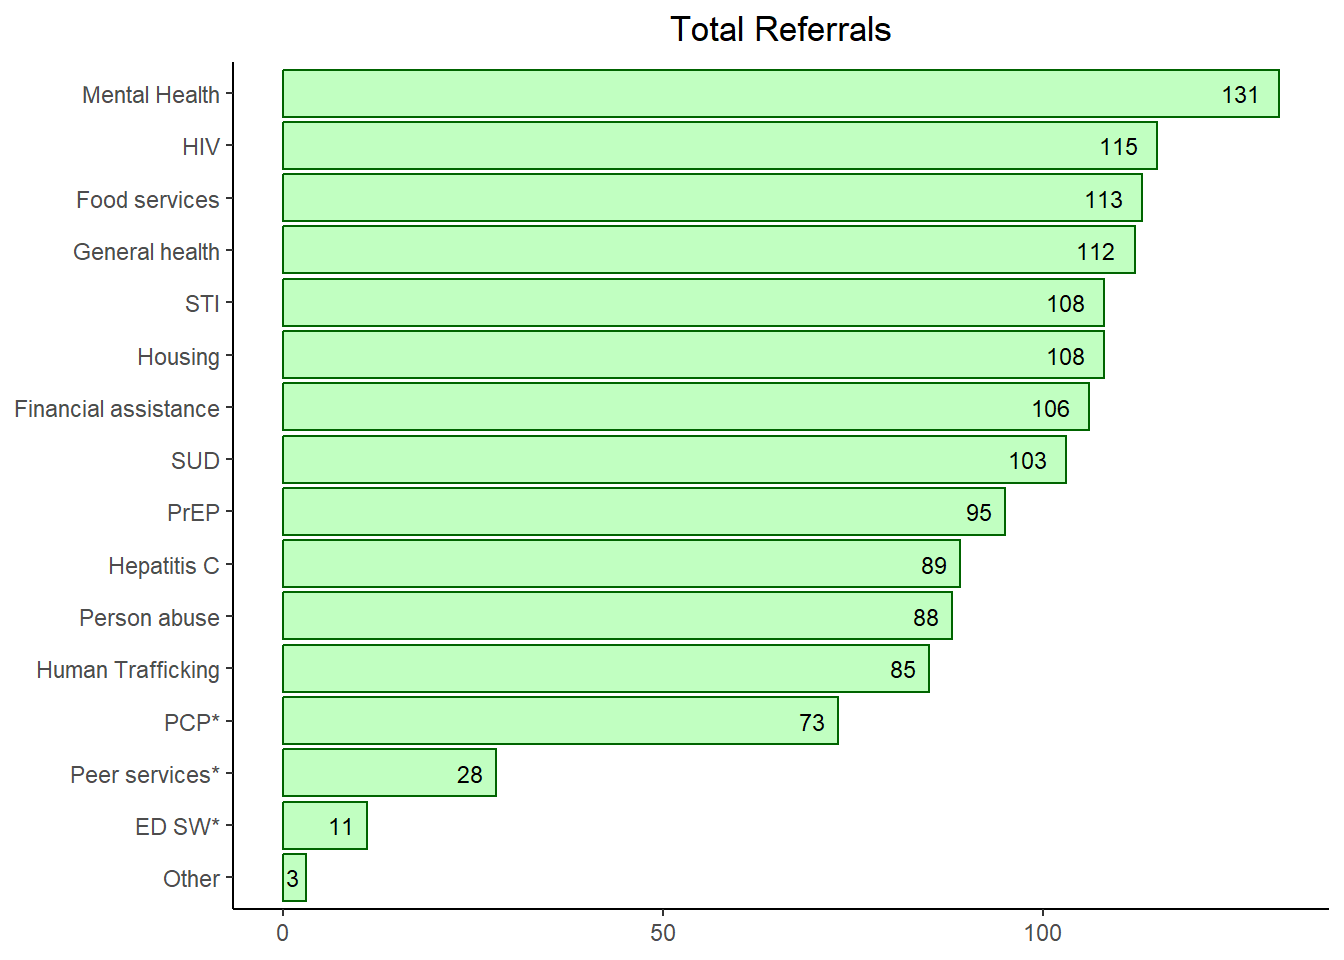 Total Referrals
Mental Health 131
HIV 115
Food services 113
General health 112
STI 108
Housing 108
Financial assistance 106
SUD 103
PrEP 95
Hepatitis C 89
Person abuse 88
Human Trafficking 85
PCP* 73
Peer services* 28
ED SW* 11
Other 3
0 50 100